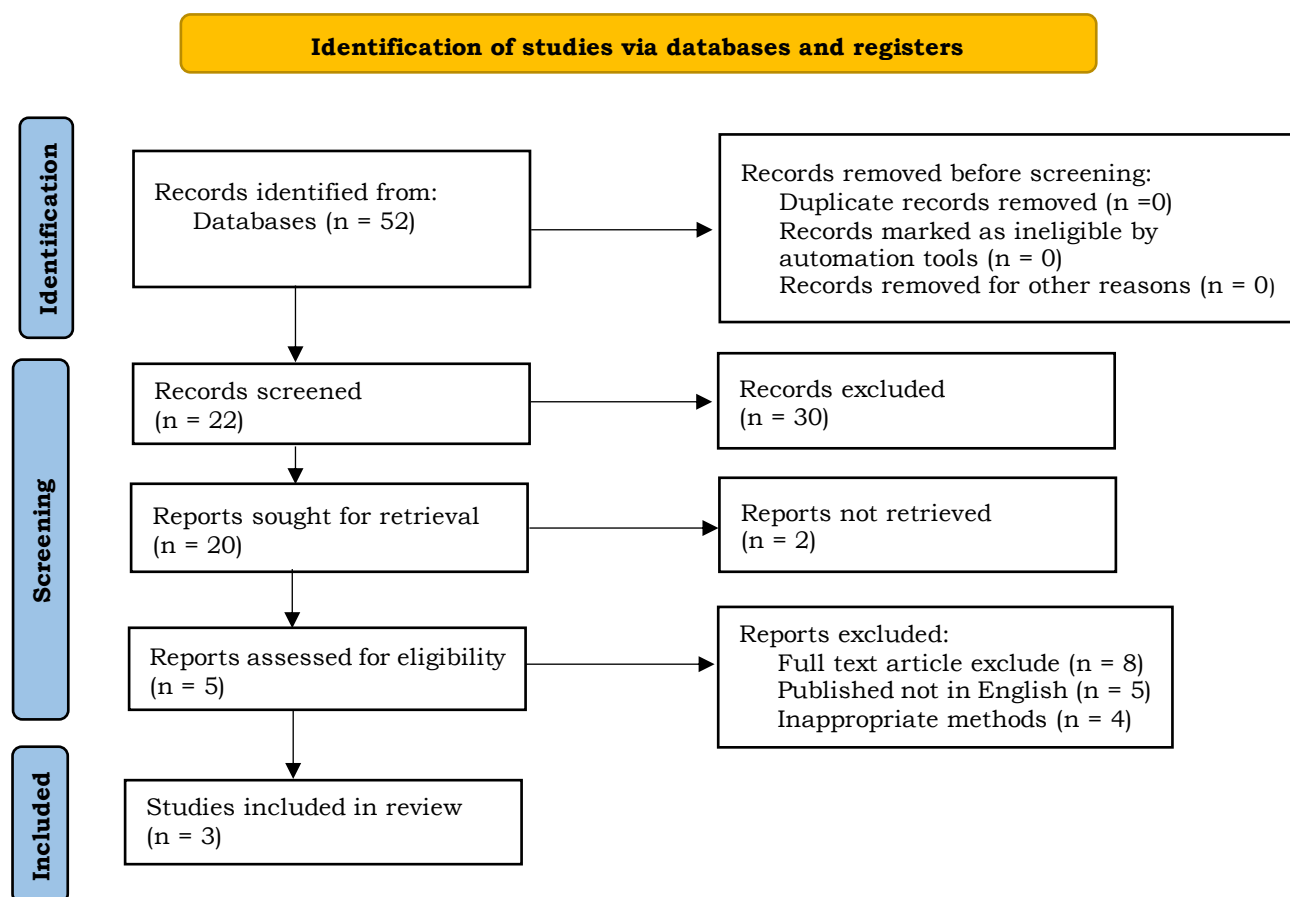 Identification of studies via databases and registers
Identification
Records identified from:
Databases (n = 52)
Records removed before screening:
Duplicate records removed (n =0)
Records marked as ineligible by
automation tools (n = 0)
Records removed for other reasons (n = 0)
Screening
Records screened
(n = 22)
Records excluded
(n = 30)
Reports sought for retrieval
(n = 20)
Reports not retrieved
(n = 2)
Reports assessed for eligibility
(n = 5)
Reports excluded:
Full text article exclude (n = 8)
Published not in English (n = 5)
Inappropriate methods (n = 4)
Included
Studies included in review
(n = 3)